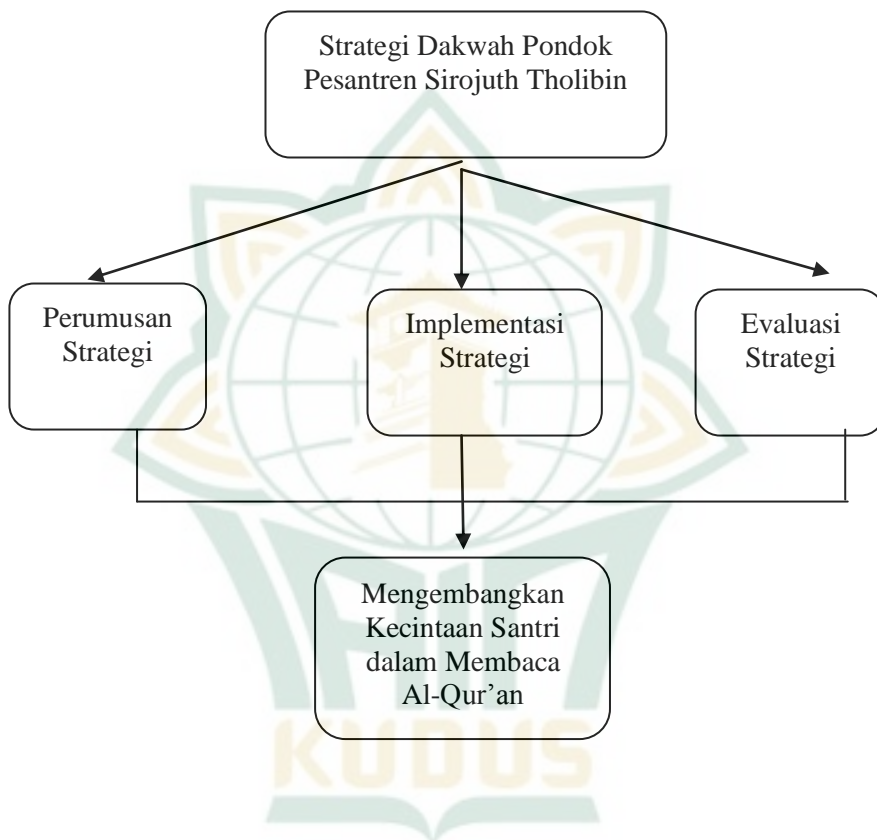 Strategi Dakwah Pondok
Pesantren Sirojuth Tholibin
Perumusan
Strategi
Implementasi
Strategi
Evaluasi
Strategi
Mengembangkan
Kecintaan Santri
dalam Membaca
Al-Qur’an
IAIN
KUDUS